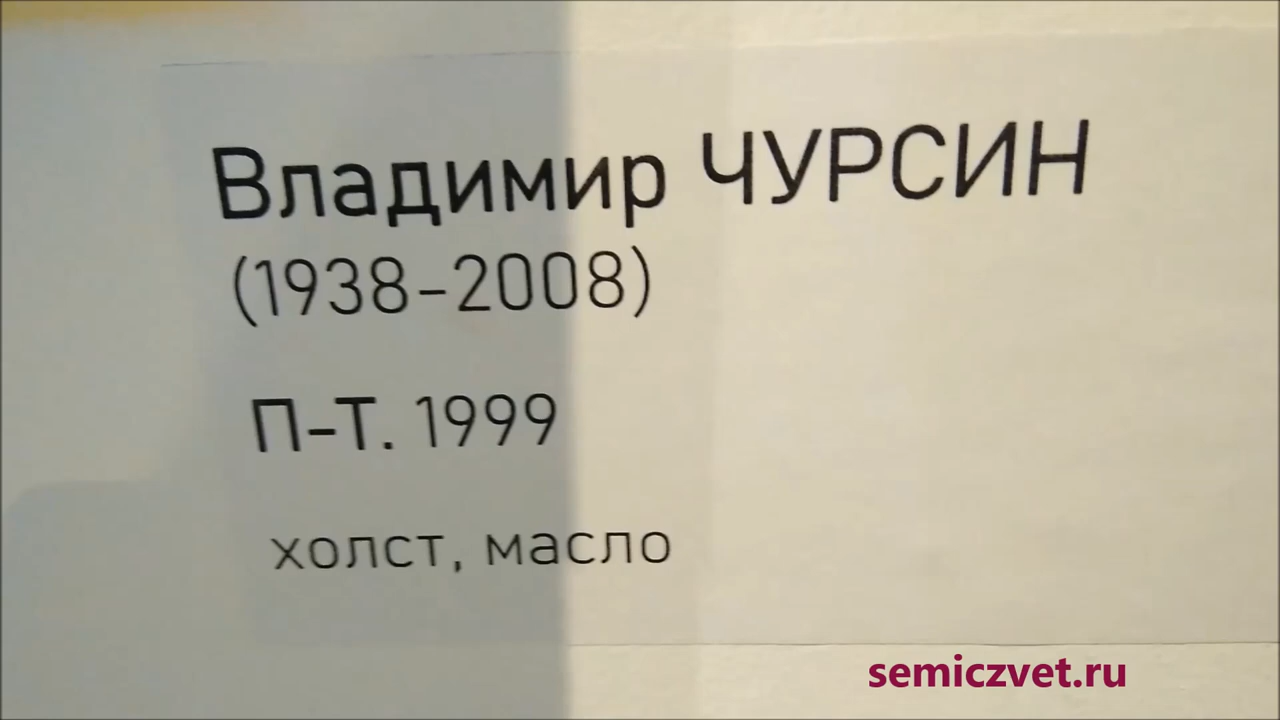 Владимир ЧУРСИН
(1938-2008)
П-Т. 1999
холст, масло
semiczvet.ru